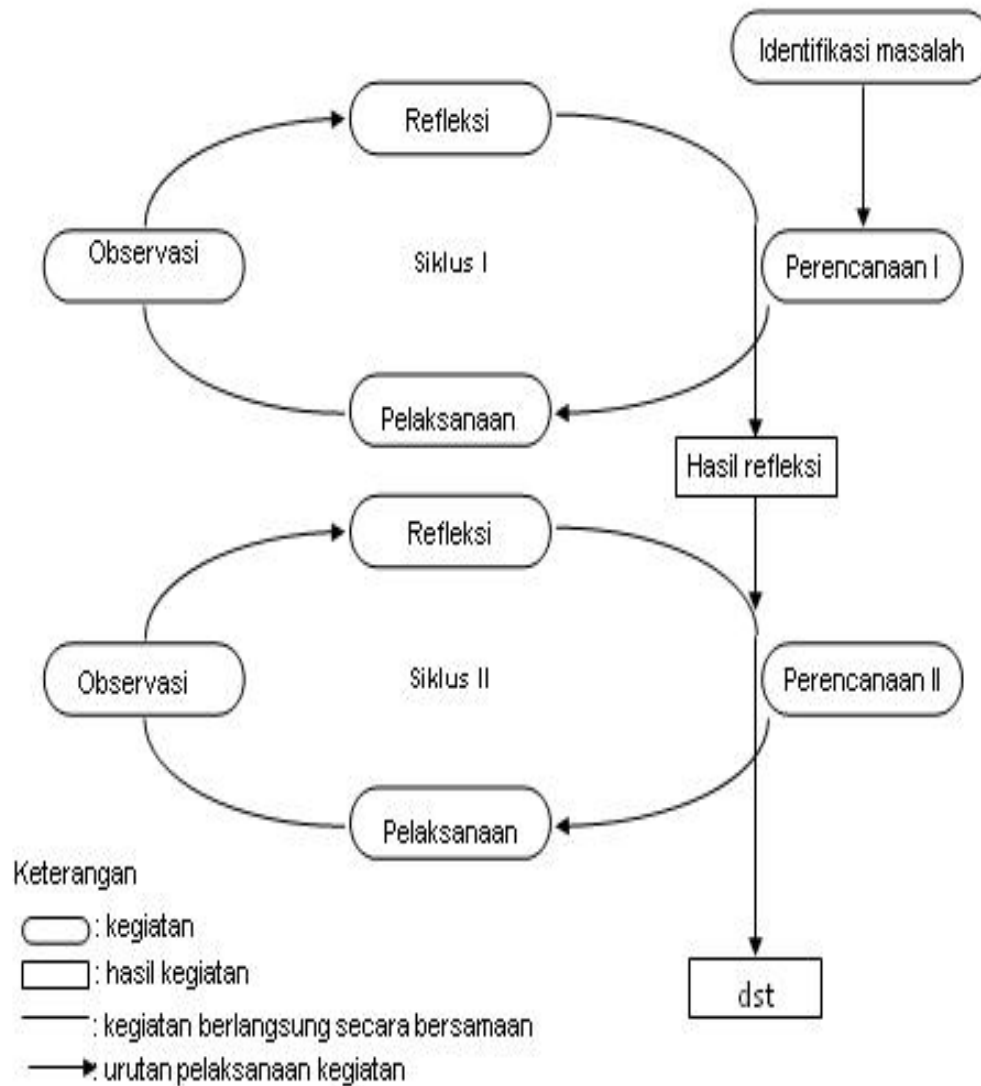 Identifikasi masalah
Refleksi
Observasi
Siklus I
Perencanaan I
Pelaksanaan
Hasil refleksi
Refleksi
Observasi
Siklus II
Perencanaan II
Pelaksanaan
Keterangan
: kegiatan
: hasil kegiatan
: kegiatan berlangsung secara bersamaan
: urutan pelaksanaan kegiatan
dst